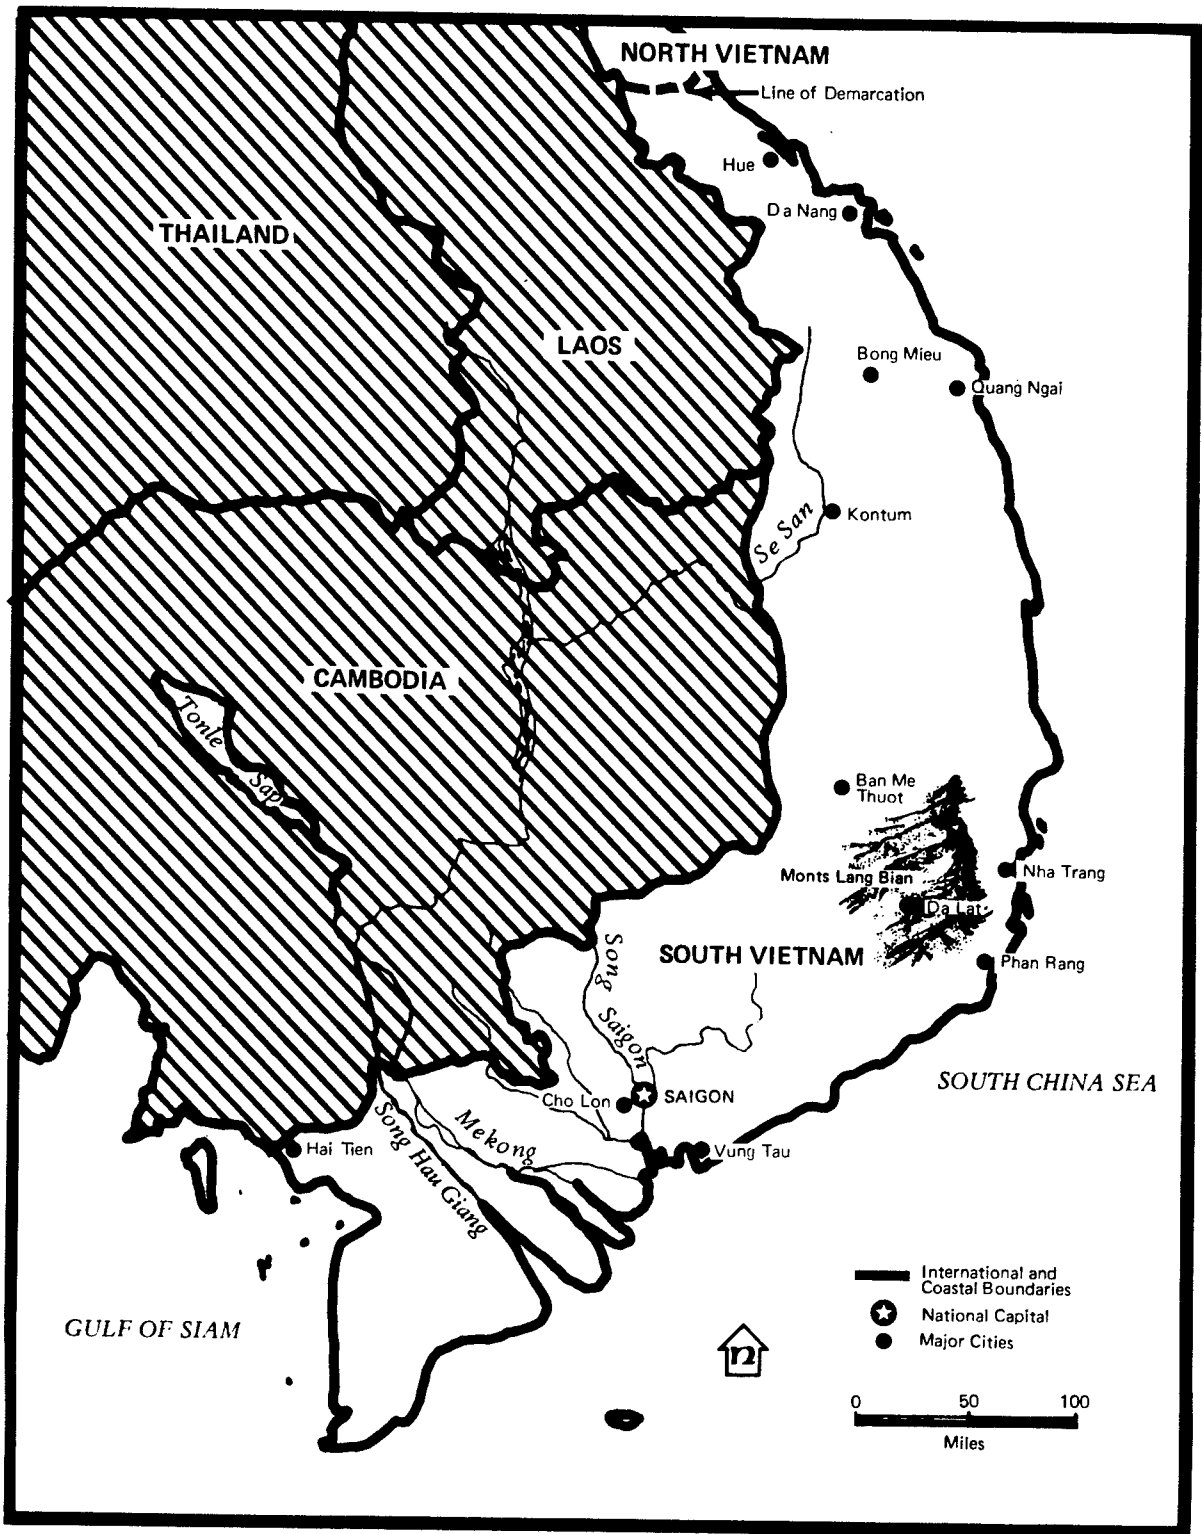 NORTH VIETNAM
Line of Demarcation
Hue
Da Nang
THAILAND
LAOS
Bong Mieu
Quang Ngai
Se San
Kontum
CAMBODIA
Tonle
Sap
Ban Me
Thuot
Monts Lang Bian
Nha Trang
Da Lat
Song
Saigon
SOUTH VIETNAM
Phan Rang
SOUTH CHINA SEA
Cho Lon
SAIGON
Mekong
Song Hau Giang
Hai Tien
Vung Tau
GULF OF SIAM
International and
Coastal Boundaries
National Capital
Major Cities
n
0 50 100
Miles